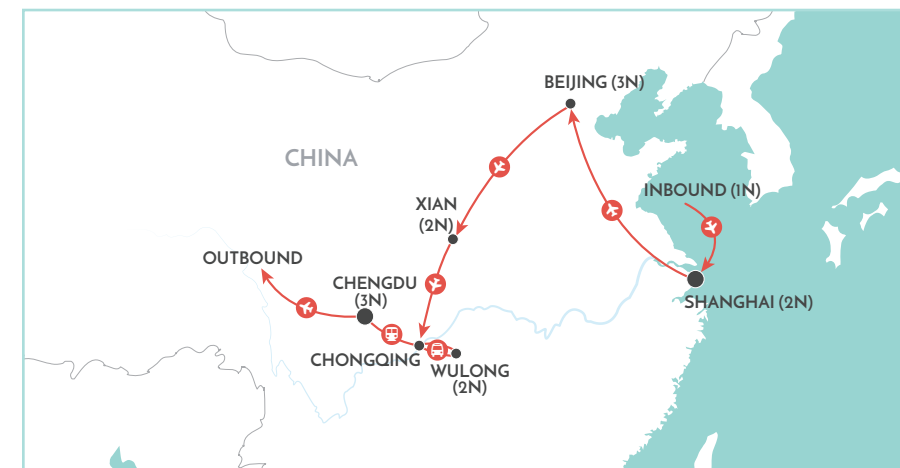 BEIJING (3N)
CHINA
INBOUND (1N)
XIAN
(2N)
OUTBOUND
CHENGDU
(3N)
SHANGHAI (2N)
CHONGQING
WULONG
(2N)